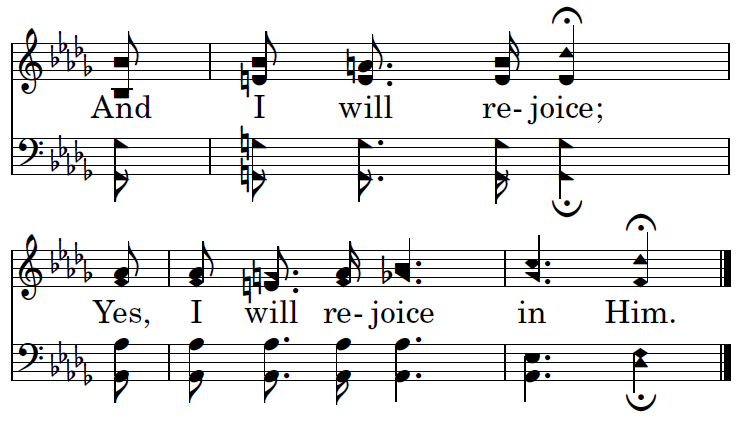 And I will re- joice;
Yes, I will re- joice in Him.